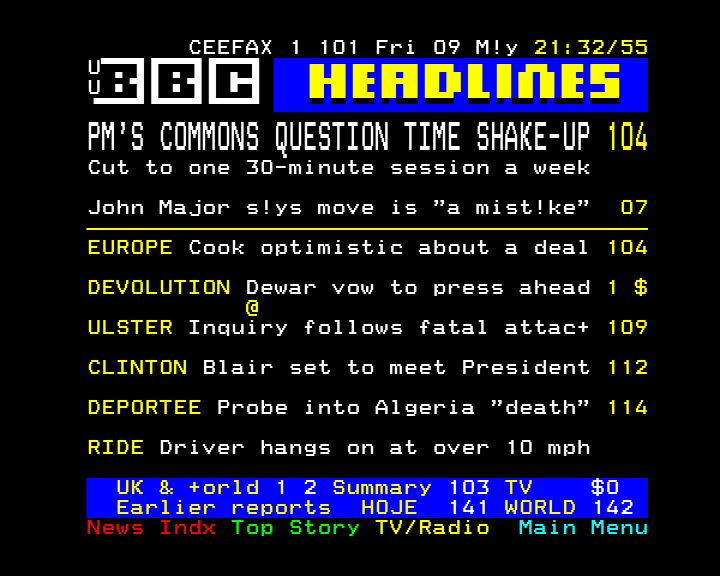 CEEFAX 1 101 Fri 09 M!y 21:32/55
UU BBC HEADLINES
PM'S COMMONS QUESTION TIME SHAKE-UP 104
Cut to one 30-minute session a week
John Major s!ys move is ”a mist!ke” 07
EUROPE Cook optimistic about a deal 104
DEVOLUTION Dewar vow to press ahead 1 $
@
ULSTER Inquiry follows fatal attac+ 109
CLINTON Blair set to meet President 112
DEPORTEE Probe into Algeria ”death” 114
RIDE Driver hangs on at over 10 mph
UK & +orld 1 2 Summary 103 TV $0
Earlier reports HOJE 141 WORLD 142
News Indx Top Story TV/Radio Main Menu